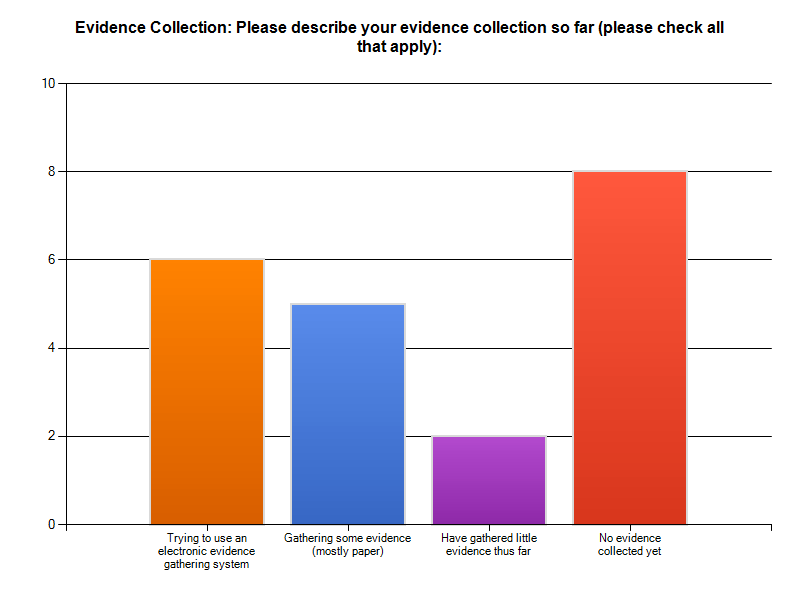 Evidence Collection: Please describe your evidence collection so far (please check all
that apply):
10
8
6
4
2
0
Trying to use an
electronic evidence
gathering system
Gathering some evidence
(mostly paper)
Have gathered little
evidence thus far
No evidence
collected yet